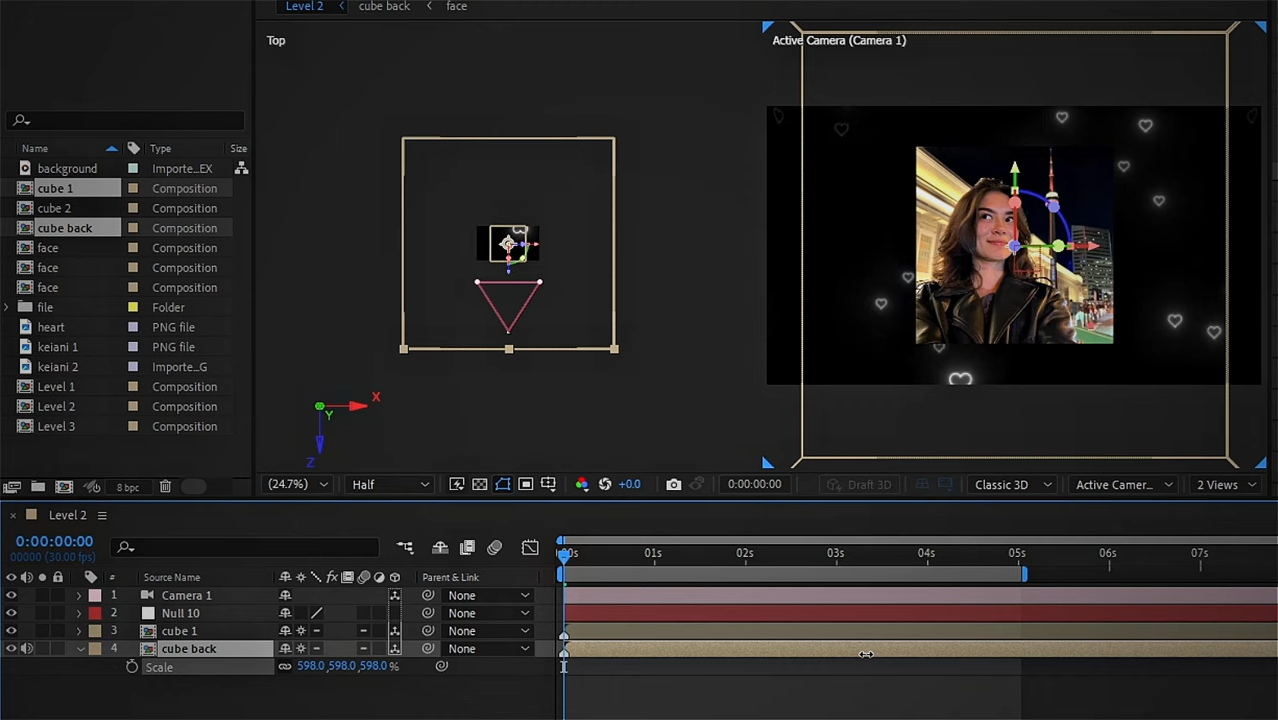 Level 2 cube back face
Top
Active Camera (Camera 1)
Name Type Size
background Importe...EX
cube 1 Composition
cube 2 Composition
cube back Composition
face Composition
face Composition
face Composition
file Folder
heart PNG file
keiani 1 PNG file
keiani 2 Importe...G
Level 1 Composition
Level 2 Composition
Level 3 Composition
X
Y
Z
8 bpc
(24.7%) Half +0.0 0:00:00:00 Draft 3D Classic 3D Active Camer... 2 Views
Level 2
0:00:00:00
00000 (30.00 fps)
:00s 01s 02s 03s 04s 05s 06s 07s
# Source Name fx Parent & Link
1 Camera 1 None
2 Null 10 None
3 cube 1 None
4 cube back None
Scale 598.0,598.0,598.0 %